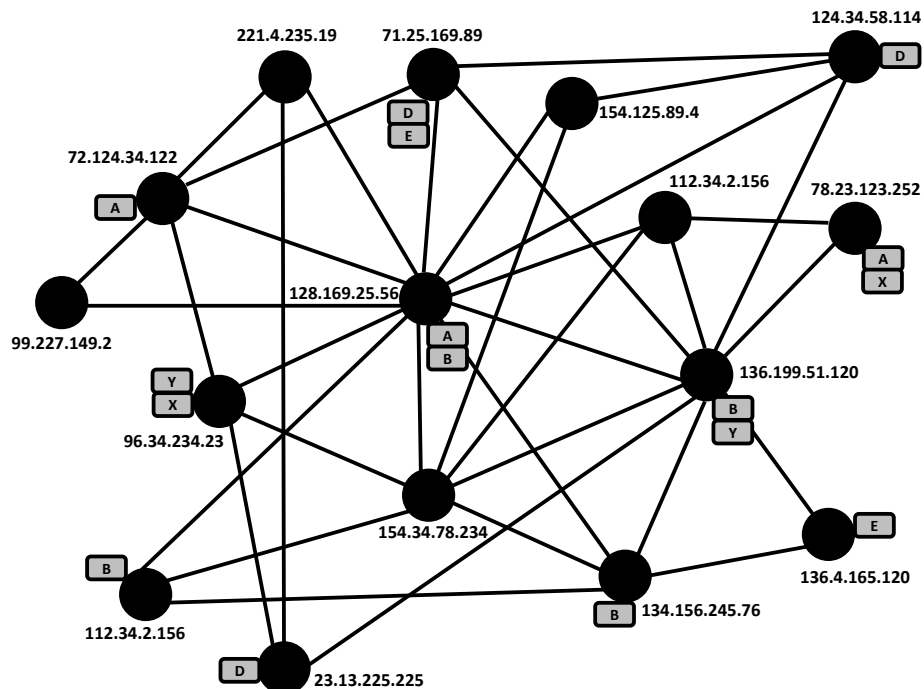 124.34.58.114
221.4.235.19
71.25.169.89
D
D
E
154.125.89.4
72.124.34.122
A
112.34.2.156
78.23.123.252
A
X
128.169.25.56
A
B
99.227.149.2
136.199.51.120
B
Y
Y
X
96.34.234.23
154.34.78.234
E
136.4.165.120
B
112.34.2.156
B
134.156.245.76
D
23.13.225.225